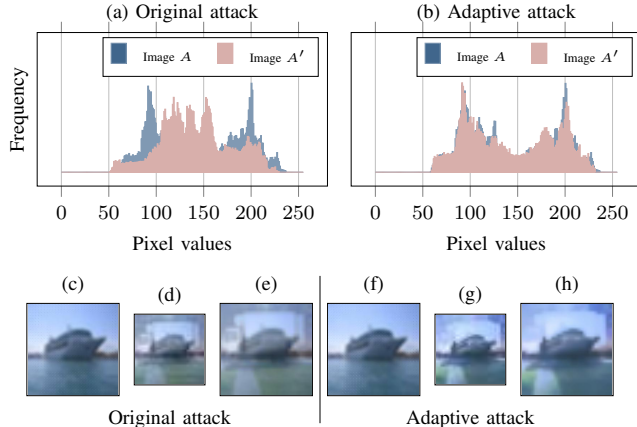 (a) Original attack
(b) Adaptive attack
Image A
Image A′
Image A
Image A′
Frequency
0 50 100 150 200 250
0 50 100 150 200 250
Pixel values
Pixel values
(c)
(d)
(e)
(f)
(g)
(h)
Original attack
Adaptive attack